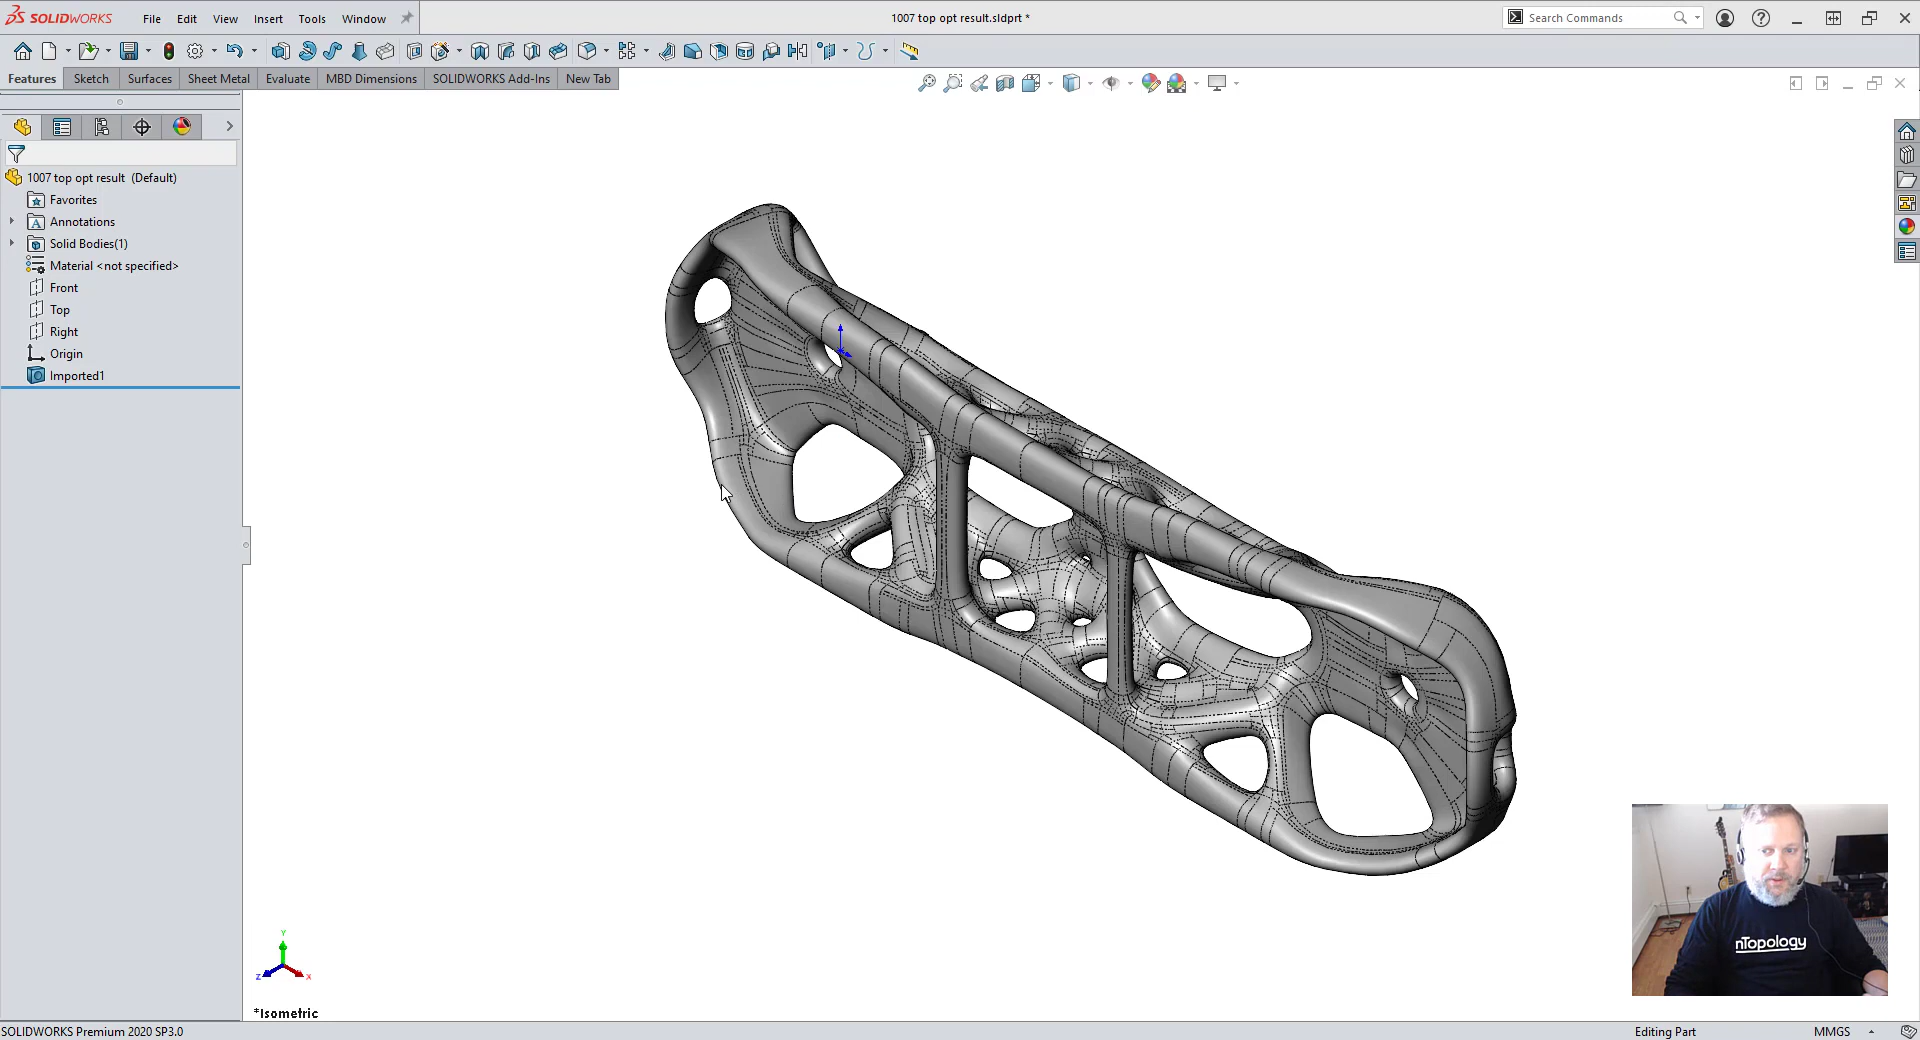 SOLIDWORKS
File Edit View Insert Tools Window
1007 top opt result.sldprt *
Search Commands
Features Sketch Surfaces Sheet Metal Evaluate MBD Dimensions SOLIDWORKS Add-Ins New Tab
1007 top opt result (Default)
Favorites
Annotations
Solid Bodies(1)
Material <not specified>
Front
Top
Right
Origin
Imported1
Y
Z
X
*Isometric
nTopology
SOLIDWORKS Premium 2020 SP3.0
Editing Part
MMGS